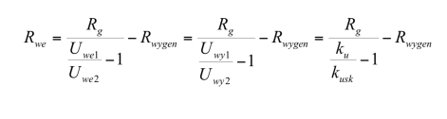 R_we = R_g / (U_we1 / U_we2 - 1) - R_wygen = R_g / (U_wy1 / U_wy2 - 1) - R_wygen = R_g / (k_u / k_usk - 1) - R_wygen